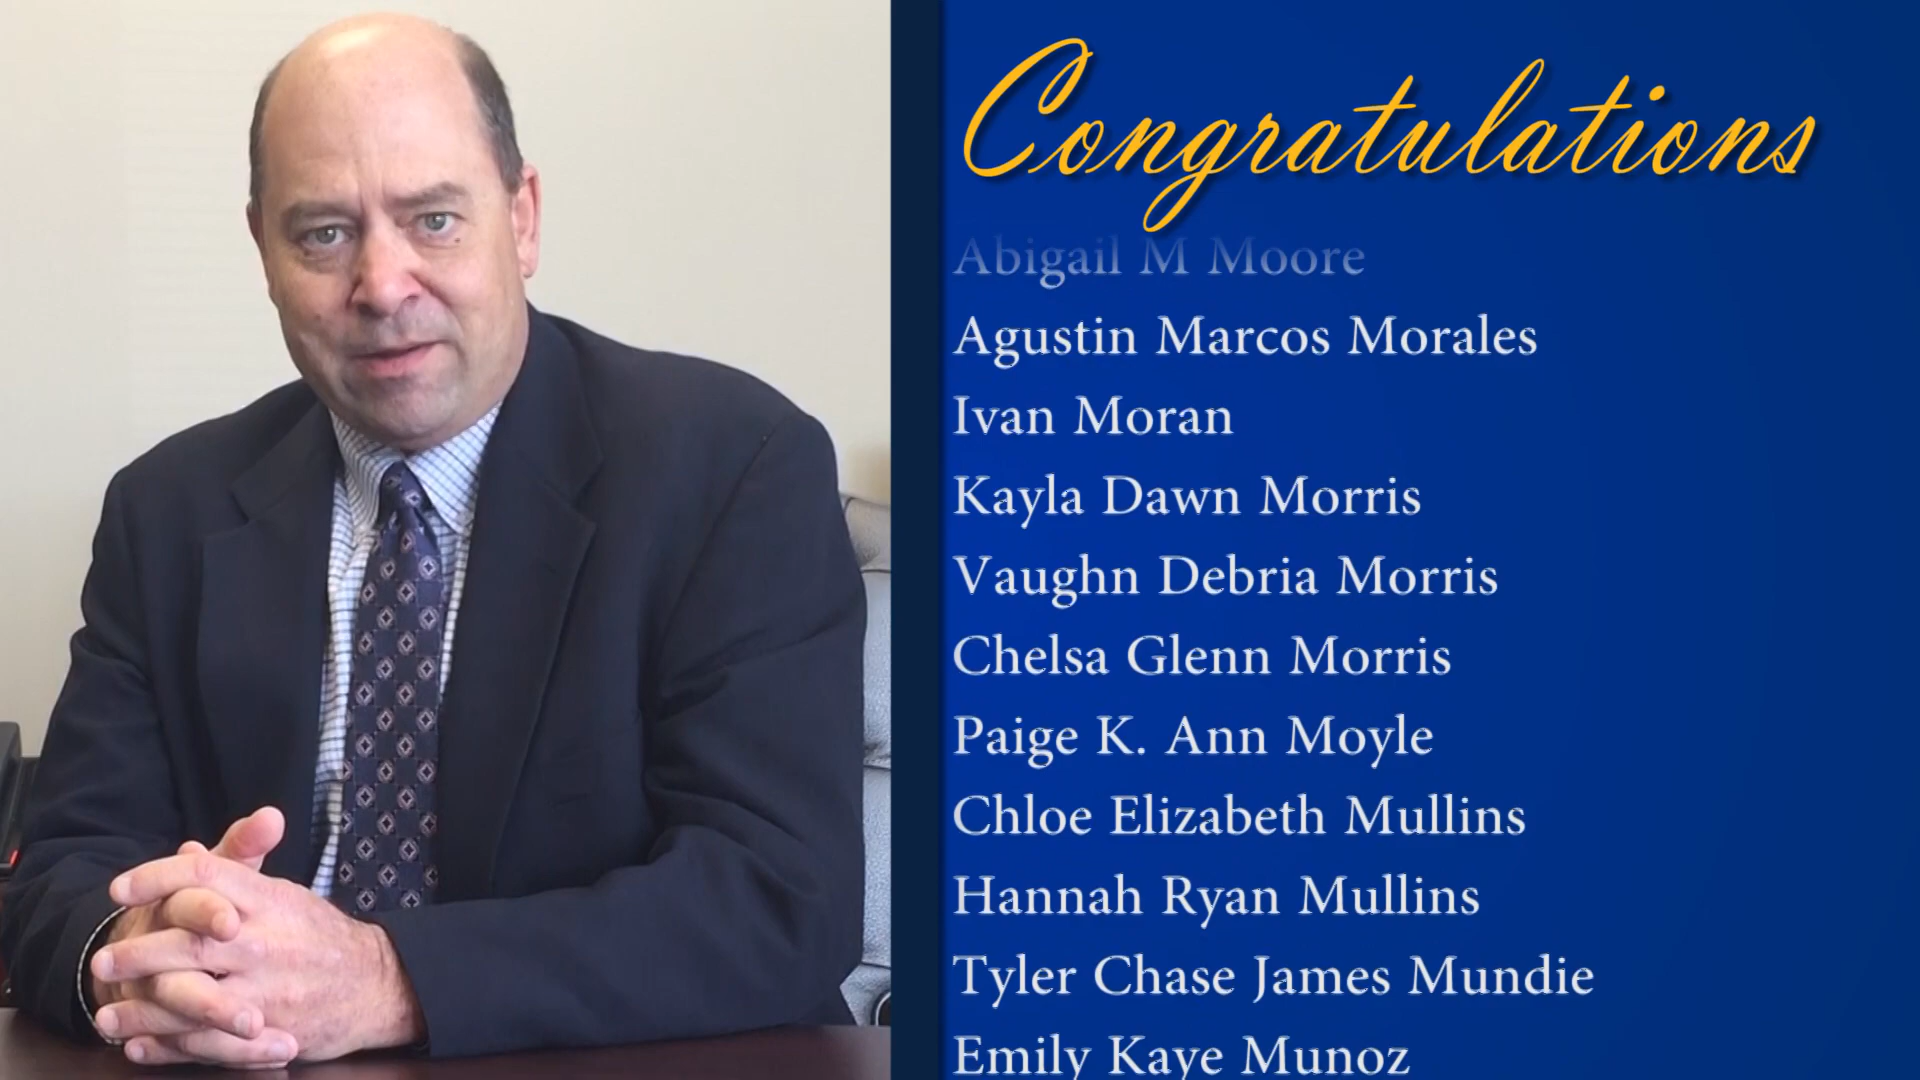 Congratulations
Abigail M Moore
Agustin Marcos Morales
Ivan Moran
Kayla Dawn Morris
Vaughn Debria Morris
Chelsa Glenn Morris
Paige K. Ann Moyle
Chloe Elizabeth Mullins
Hannah Ryan Mullins
Tyler Chase James Mundie
Emily Kaye Munoz